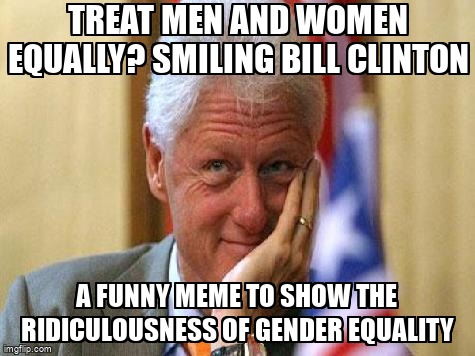 TREAT MEN AND WOMEN
EQUALLY? SMILING BILL CLINTON
A FUNNY MEME TO SHOW THE
RIDICULOUSNESS OF GENDER EQUALITY
imgflip.com